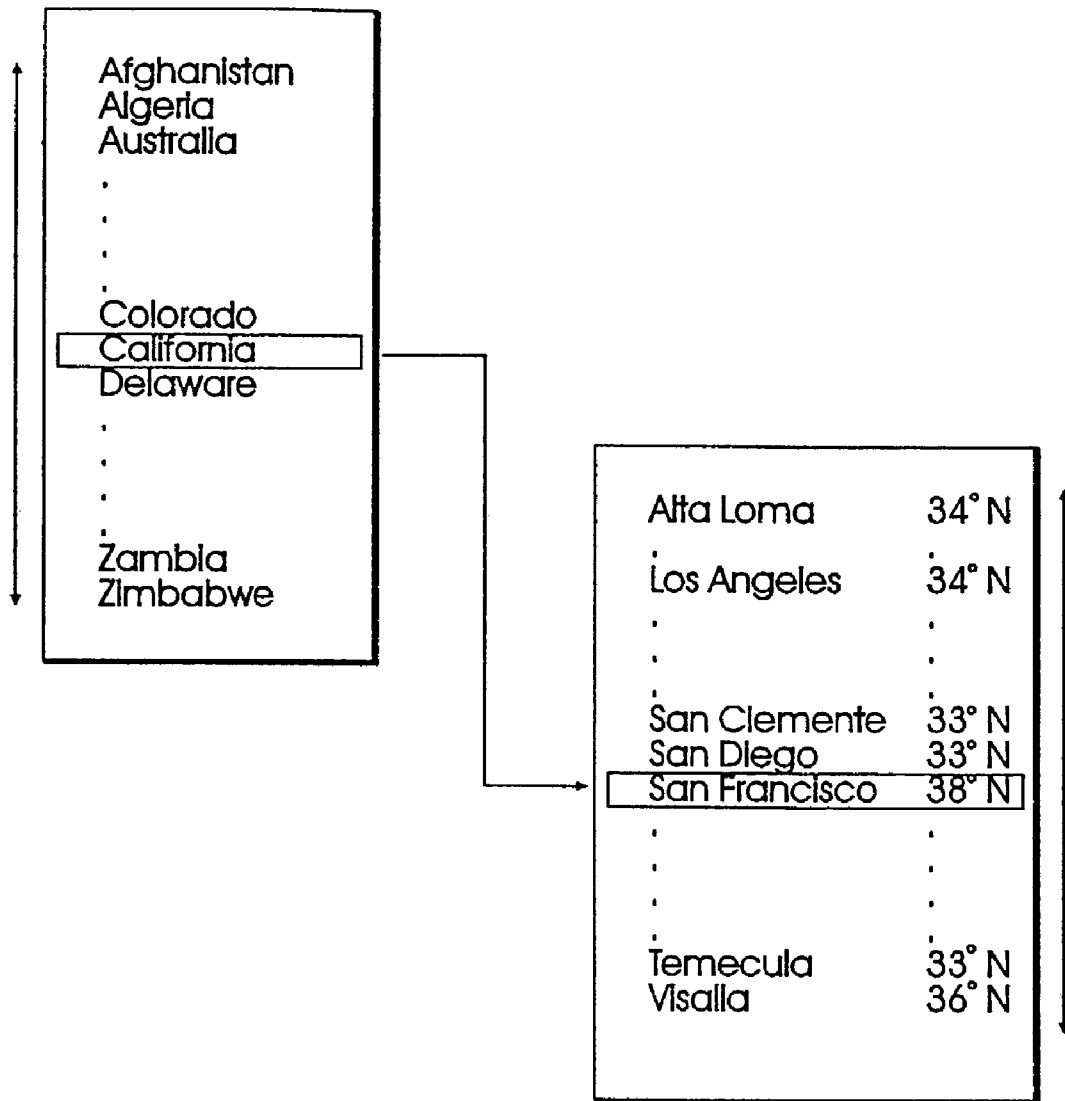 Afghanistan
Algeria
Australia
.
.
.
.
Colorado
California
Delaware
.
.
.
.
Zambia
Zimbabwe
Alta Loma 34° N
. .
Los Angeles 34° N
. .
. .
. .
San Clemente 33° N
San Diego 33° N
San Francisco 38° N
. .
. .
. .
. .
Temecula 33° N
Visalia 36° N